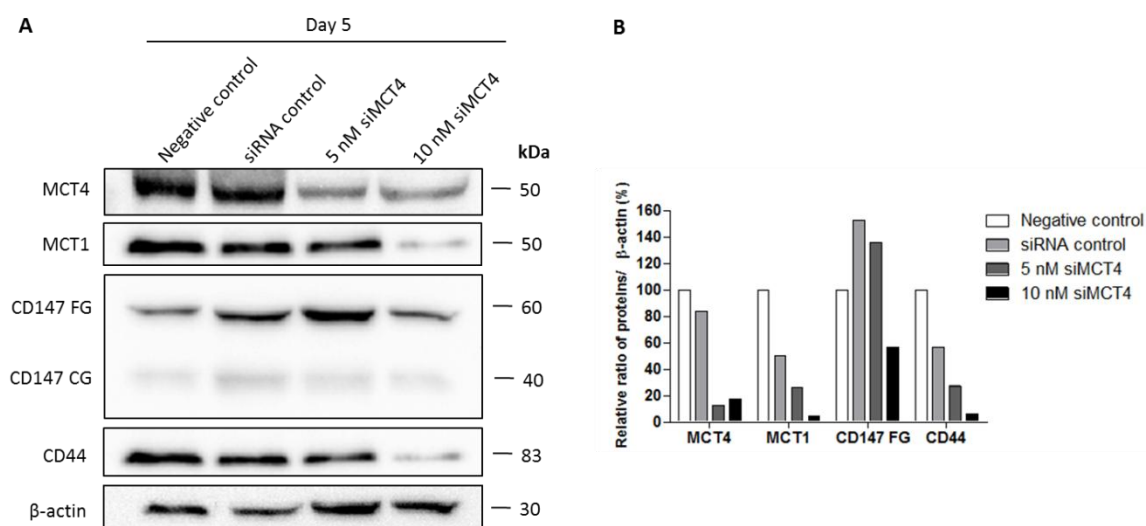 A
Day 5
Negative control
siRNA control
5 nM siMCT4
10 nM siMCT4
kDa
MCT4
50
MCT1
50
CD147 FG
60
CD147 CG
40
CD44
83
β-actin
30
B
Relative ratio of proteins/ β-actin (%)
160
140
120
100
80
60
40
20
0
MCT4 MCT1 CD147 FG CD44
Negative control
siRNA control
5 nM siMCT4
10 nM siMCT4